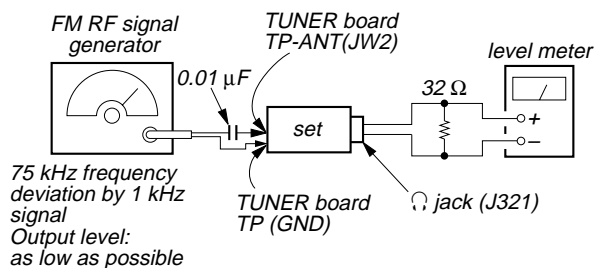 FM RF signal
generator
TUNER board
TP-ANT(JW2)
level meter
0.01 µF
32 Ω
set
+
–
75 kHz frequency
deviation by 1 kHz
signal
Output level:
as low as possible
TUNER board
TP (GND)
jack (J321)